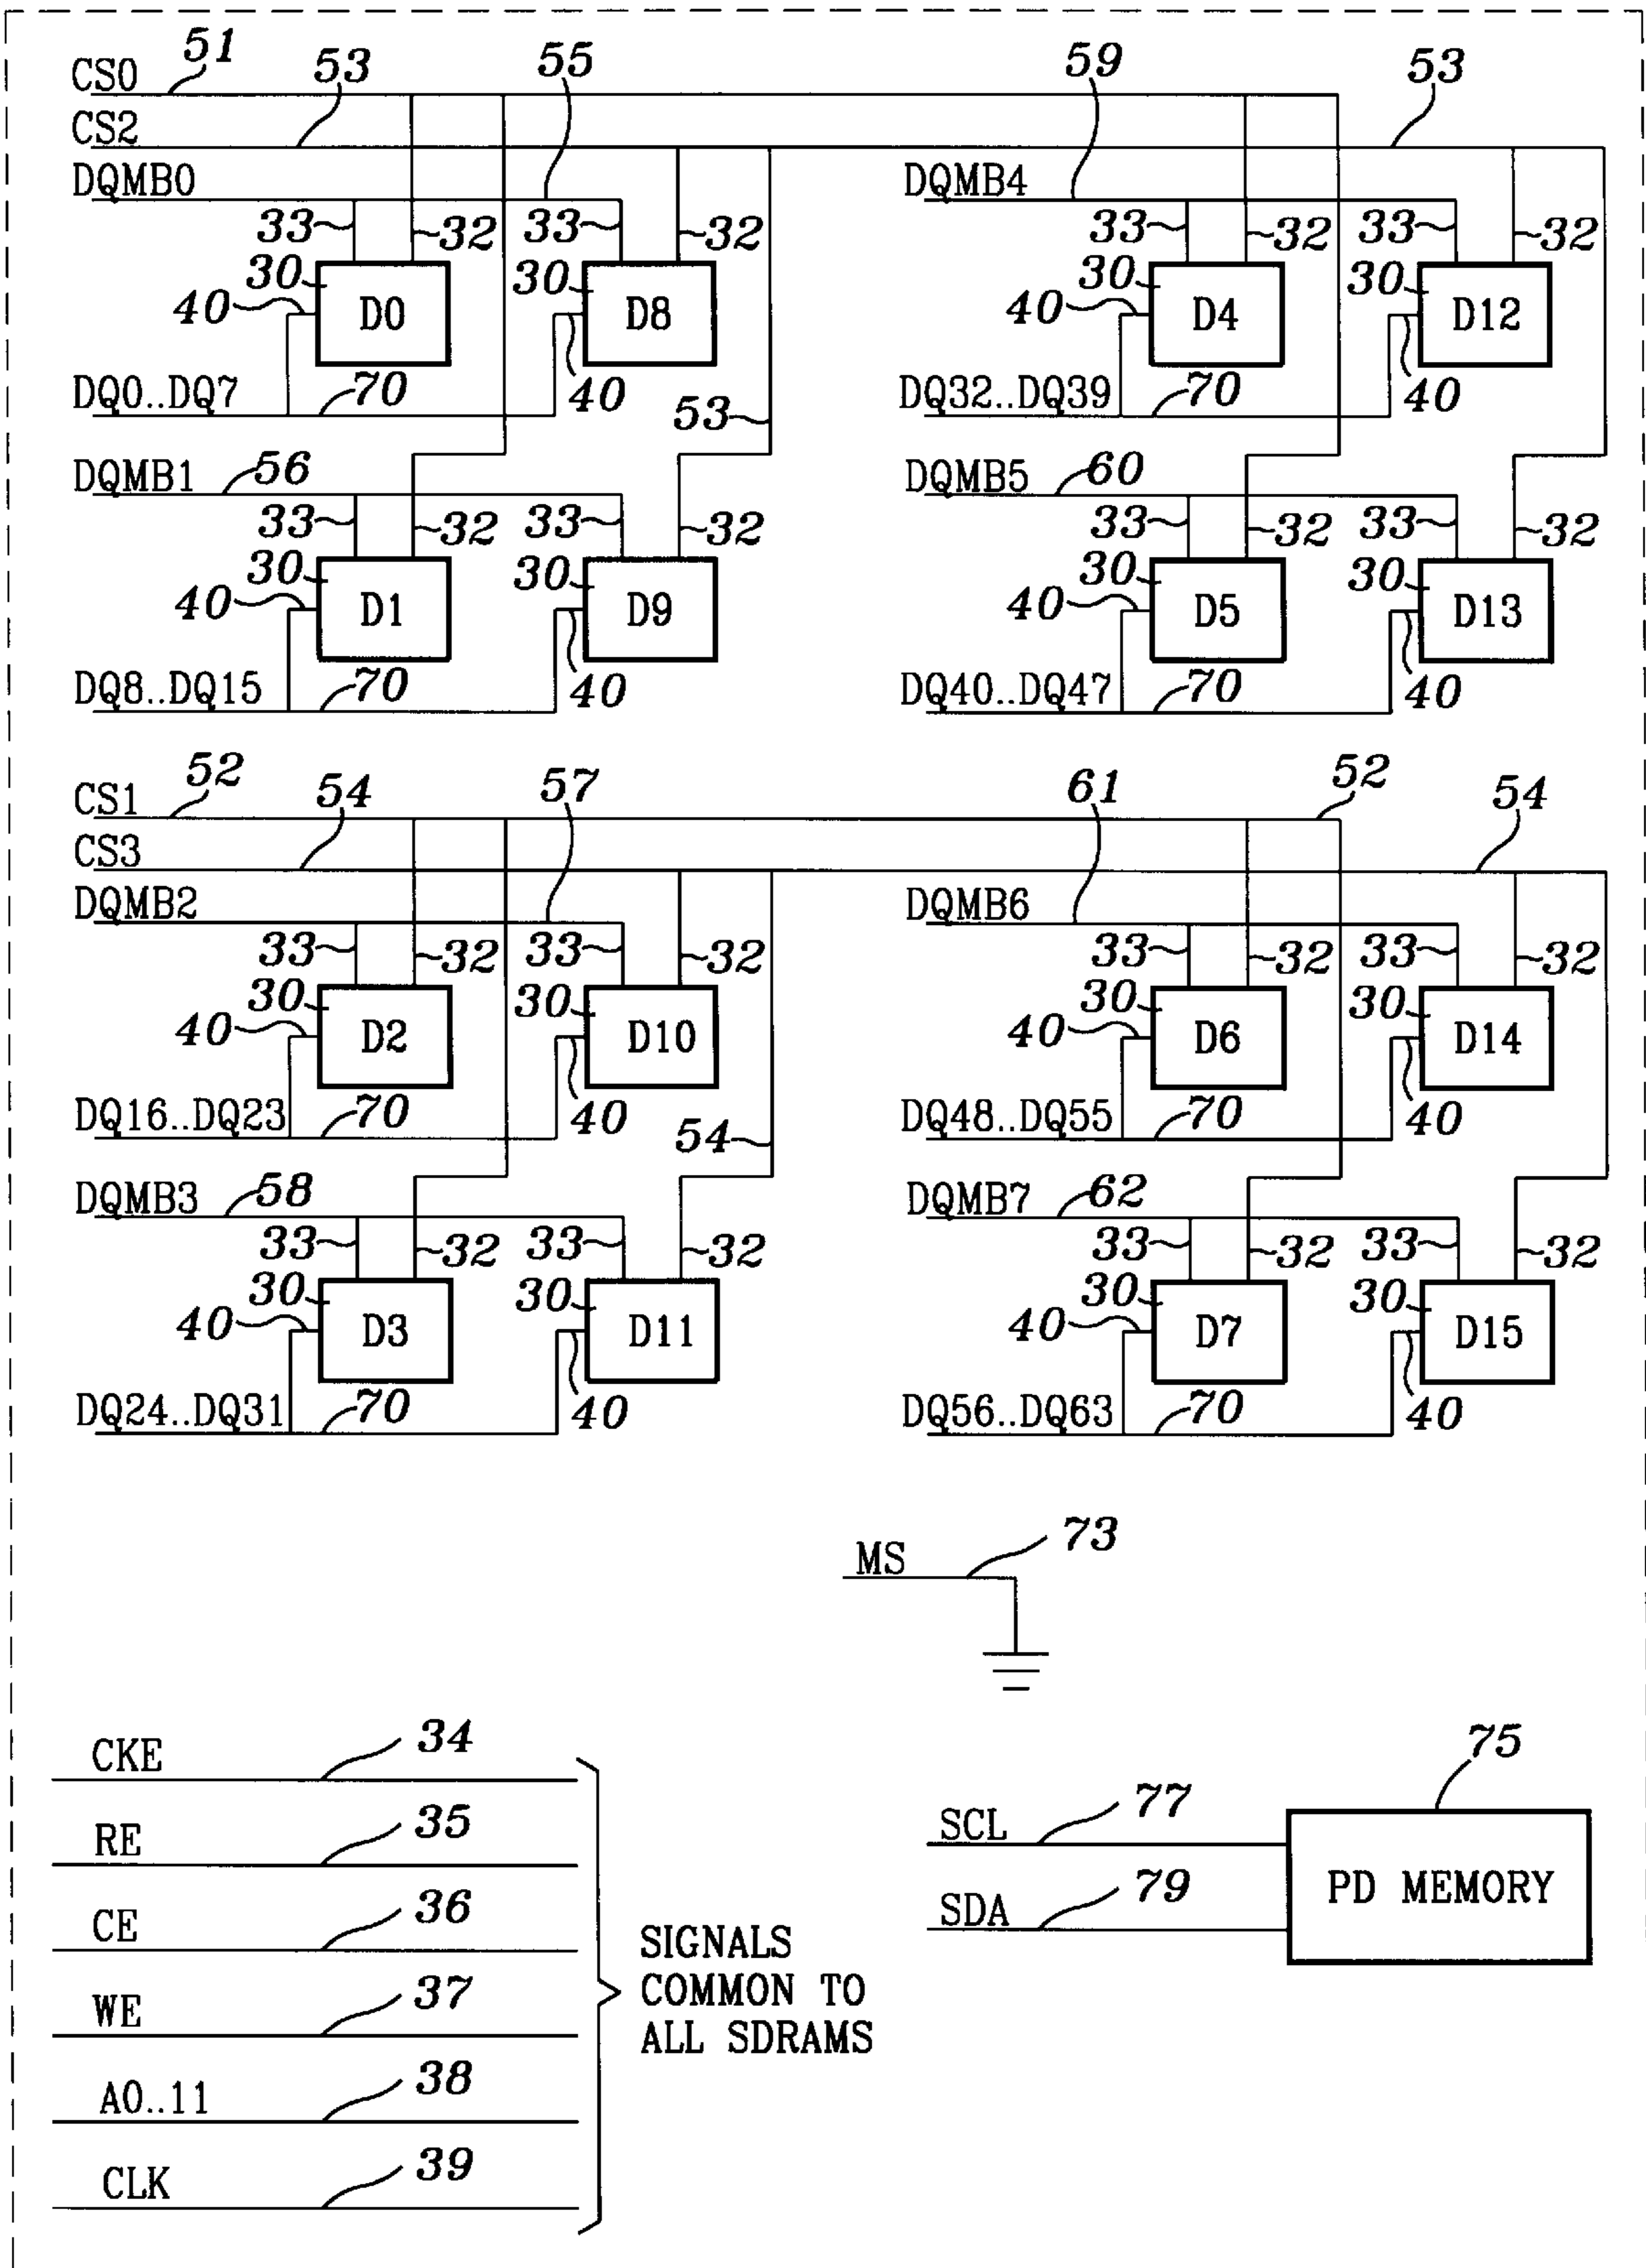 CS0 51 53 55 59 53
CS2
DQMB0 DQMB4
33 32 33 32 33 32 33 32
30 30 30 30
40 D0 D8 40 D4 D12
DQ0..DQ7 70 40 DQ32..DQ39 70 40
53
DQMB1 56 DQMB5 60
33 32 33 32 33 32 33 32
30 30 30 30
40 D1 D9 40 D5 D13
DQ8..DQ15 70 40 DQ40..DQ47 70 40
CS1 52 54 57 61 52 54
CS3
DQMB2 DQMB6
33 32 33 32 33 32 33 32
30 30 30 30
40 D2 D10 40 D6 D14
DQ16..DQ23 70 40 DQ48..DQ55 70 40
54
DQMB3 58 DQMB7 62
33 32 33 32 33 32 33 32
30 30 30 30
40 D3 D11 40 D7 D15
DQ24..DQ31 70 40 DQ56..DQ63 70 40
MS 73
CKE 34
RE 35
CE 36
WE 37
A0..11 38
CLK 39
SIGNALS
COMMON TO
ALL SDRAMS
75
SCL 77
SDA 79
PD MEMORY